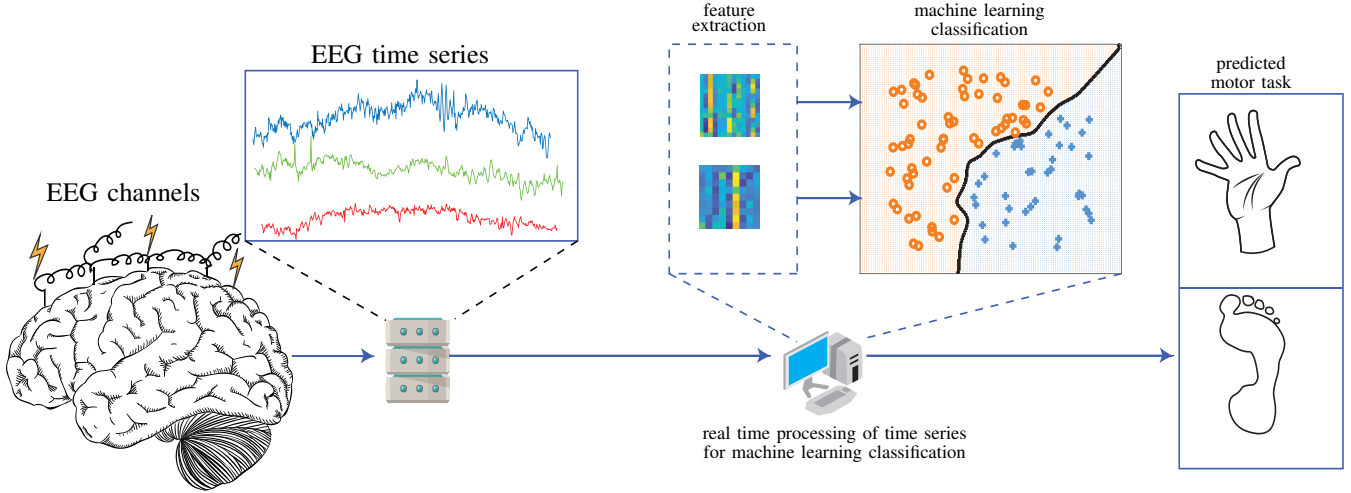 EEG channels
EEG time series
feature
extraction
machine learning
classification
predicted
motor task
real time processing of time series
for machine learning classification